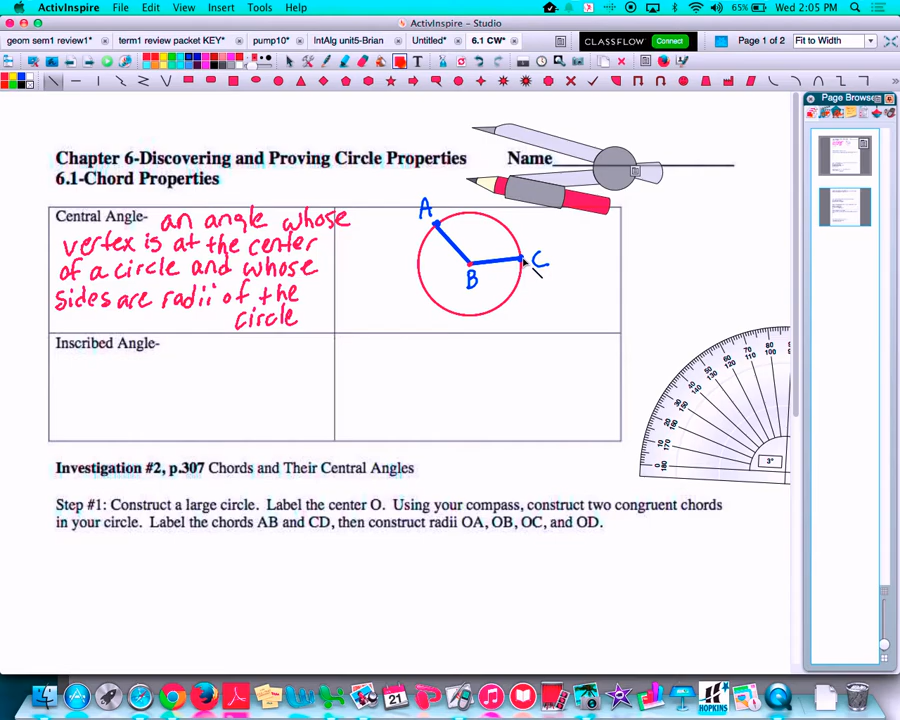 ActivInspire File Edit View Insert Tools Help 65% Wed 2:05 PM
ActivInspire - Studio
geom sem1 review1* term1 review packet KEY* pump10* IntAlg unit5-Brian Untitled* 6.1 CW* CLASSFLOW Connect Page 1 of 2 Fit to Width
T
Page Browser
Chapter 6-Discovering and Proving Circle Properties Name
6.1-Chord Properties
Central Angle- an angle whose
vertex is at the center
of a circle and whose
sides are radii of the
circle
A
B
C
Inscribed Angle-
3°
Investigation #2, p.307 Chords and Their Central Angles
Step #1: Construct a large circle. Label the center O. Using your compass, construct two congruent chords
in your circle. Label the chords AB and CD, then construct radii OA, OB, OC, and OD.
21
HOPKINS